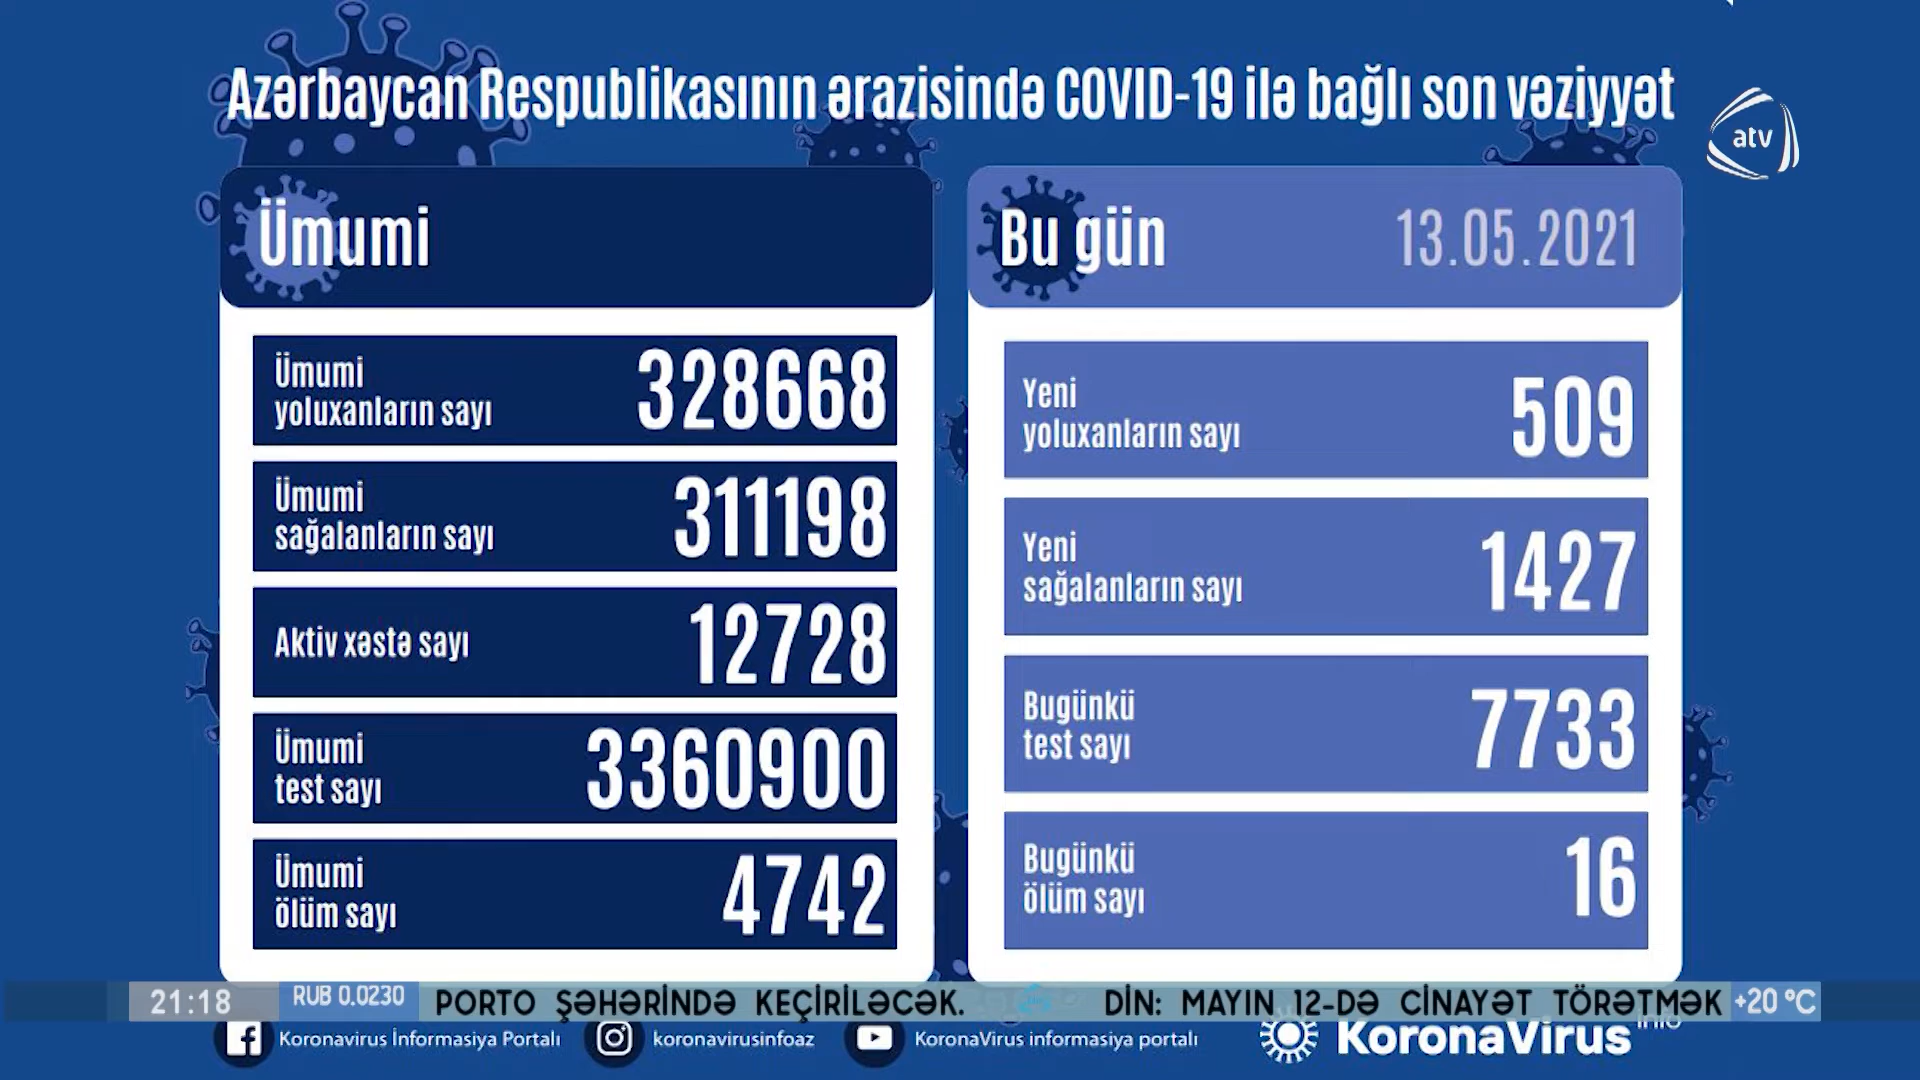 Azərbaycan Respublikasının ərazisində COVID-19 ilə bağlı son vəziyyət
atv
Ümumi
Ümumi
yoluxanların sayı
328668
Ümumi
sağalanların sayı
311198
Aktiv xəstə sayı
12728
Ümumi
test sayı
3360900
Ümumi
ölüm sayı
4742
Bu gün
13.05.2021
Yeni
yoluxanların sayı
509
Yeni
sağalanların sayı
1427
Bugünkü
test sayı
7733
Bugünkü
ölüm sayı
16
21:18
RUB 0.0230
PORTO ŞƏHƏRİNDƏ KEÇİRİLƏCƏK.
DİN: MAYIN 12-DƏ CİNAYƏT TÖRƏTMƏK
+20 °C
Koronavirus İnformasiya Portalı
koronavirusinfoaz
KoronaVirus informasiya portalı
KoronaVirus info